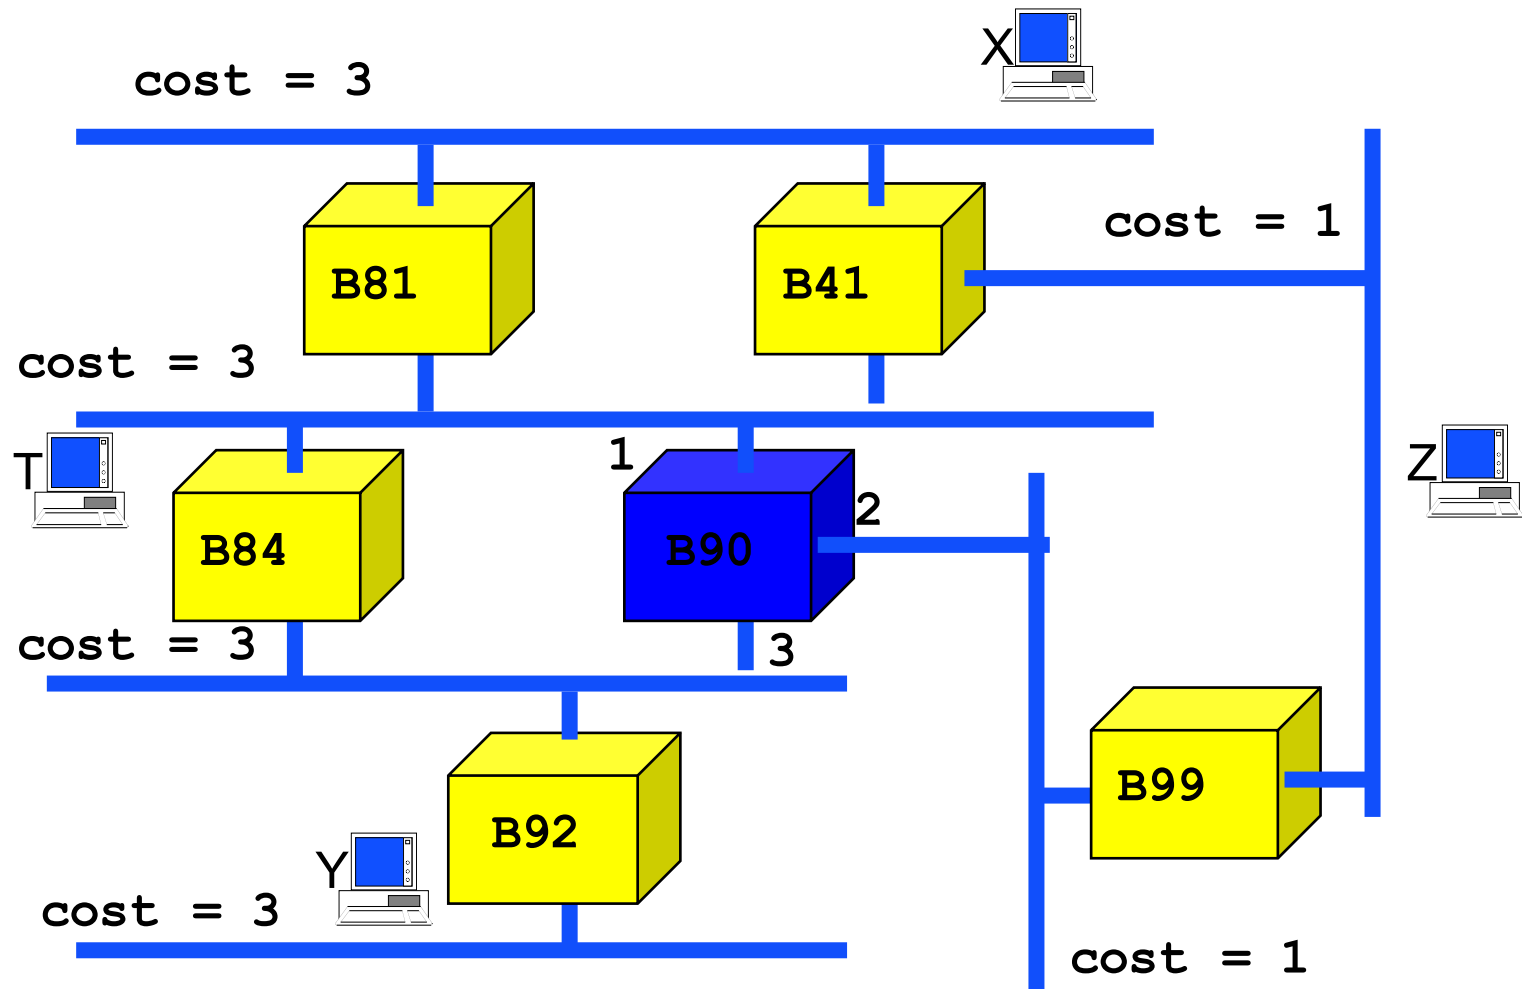 X
cost = 3
cost = 1
B81
B41
cost = 3
1
T
Z
2
B84
B90
cost = 3
3
B99
B92
Y
cost = 3
cost = 1